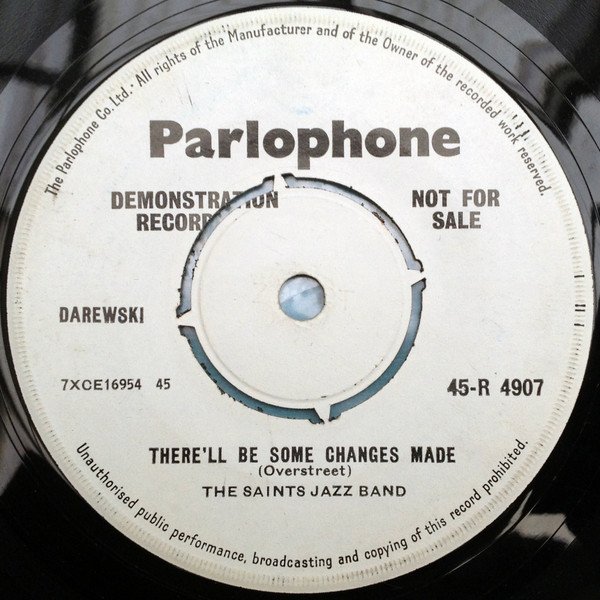 The Parlophone Co. Ltd. · All rights of the Manufacturer and of the Owner of the recorded work reserved.
Parlophone
DEMONSTRATION
RECORD
NOT FOR
SALE
DAREWSKI
7XCE16954 45
45-R 4907
THERE'LL BE SOME CHANGES MADE
(Overstreet)
THE SAINTS JAZZ BAND
Unauthorised public performance, broadcasting and copying of this record prohibited.